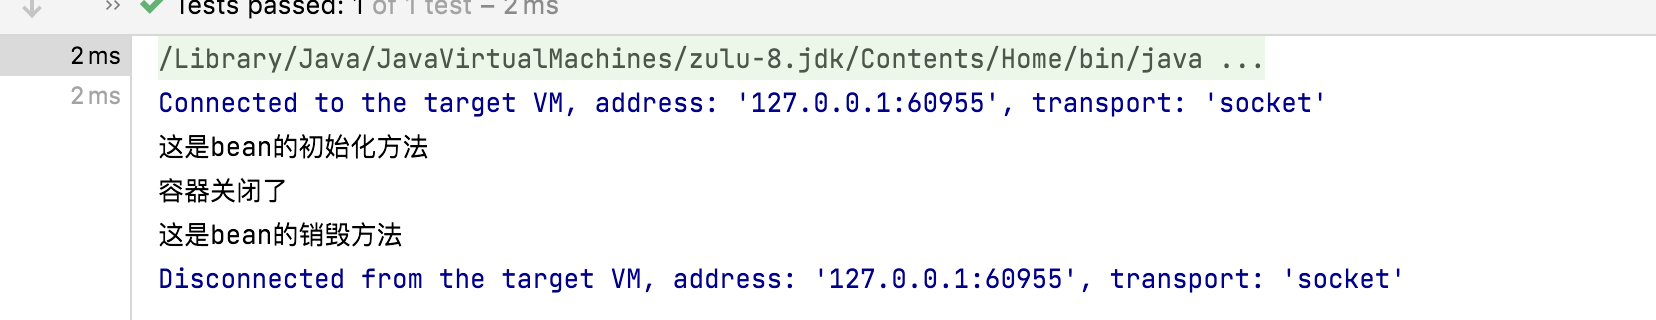 Tests passed: 1 of 1 test – 2 ms
2 ms
/Library/Java/JavaVirtualMachines/zulu-8.jdk/Contents/Home/bin/java ...
2 ms
Connected to the target VM, address: '127.0.0.1:60955', transport: 'socket'
这是bean的初始化方法
容器关闭了
这是bean的销毁方法
Disconnected from the target VM, address: '127.0.0.1:60955', transport: 'socket'